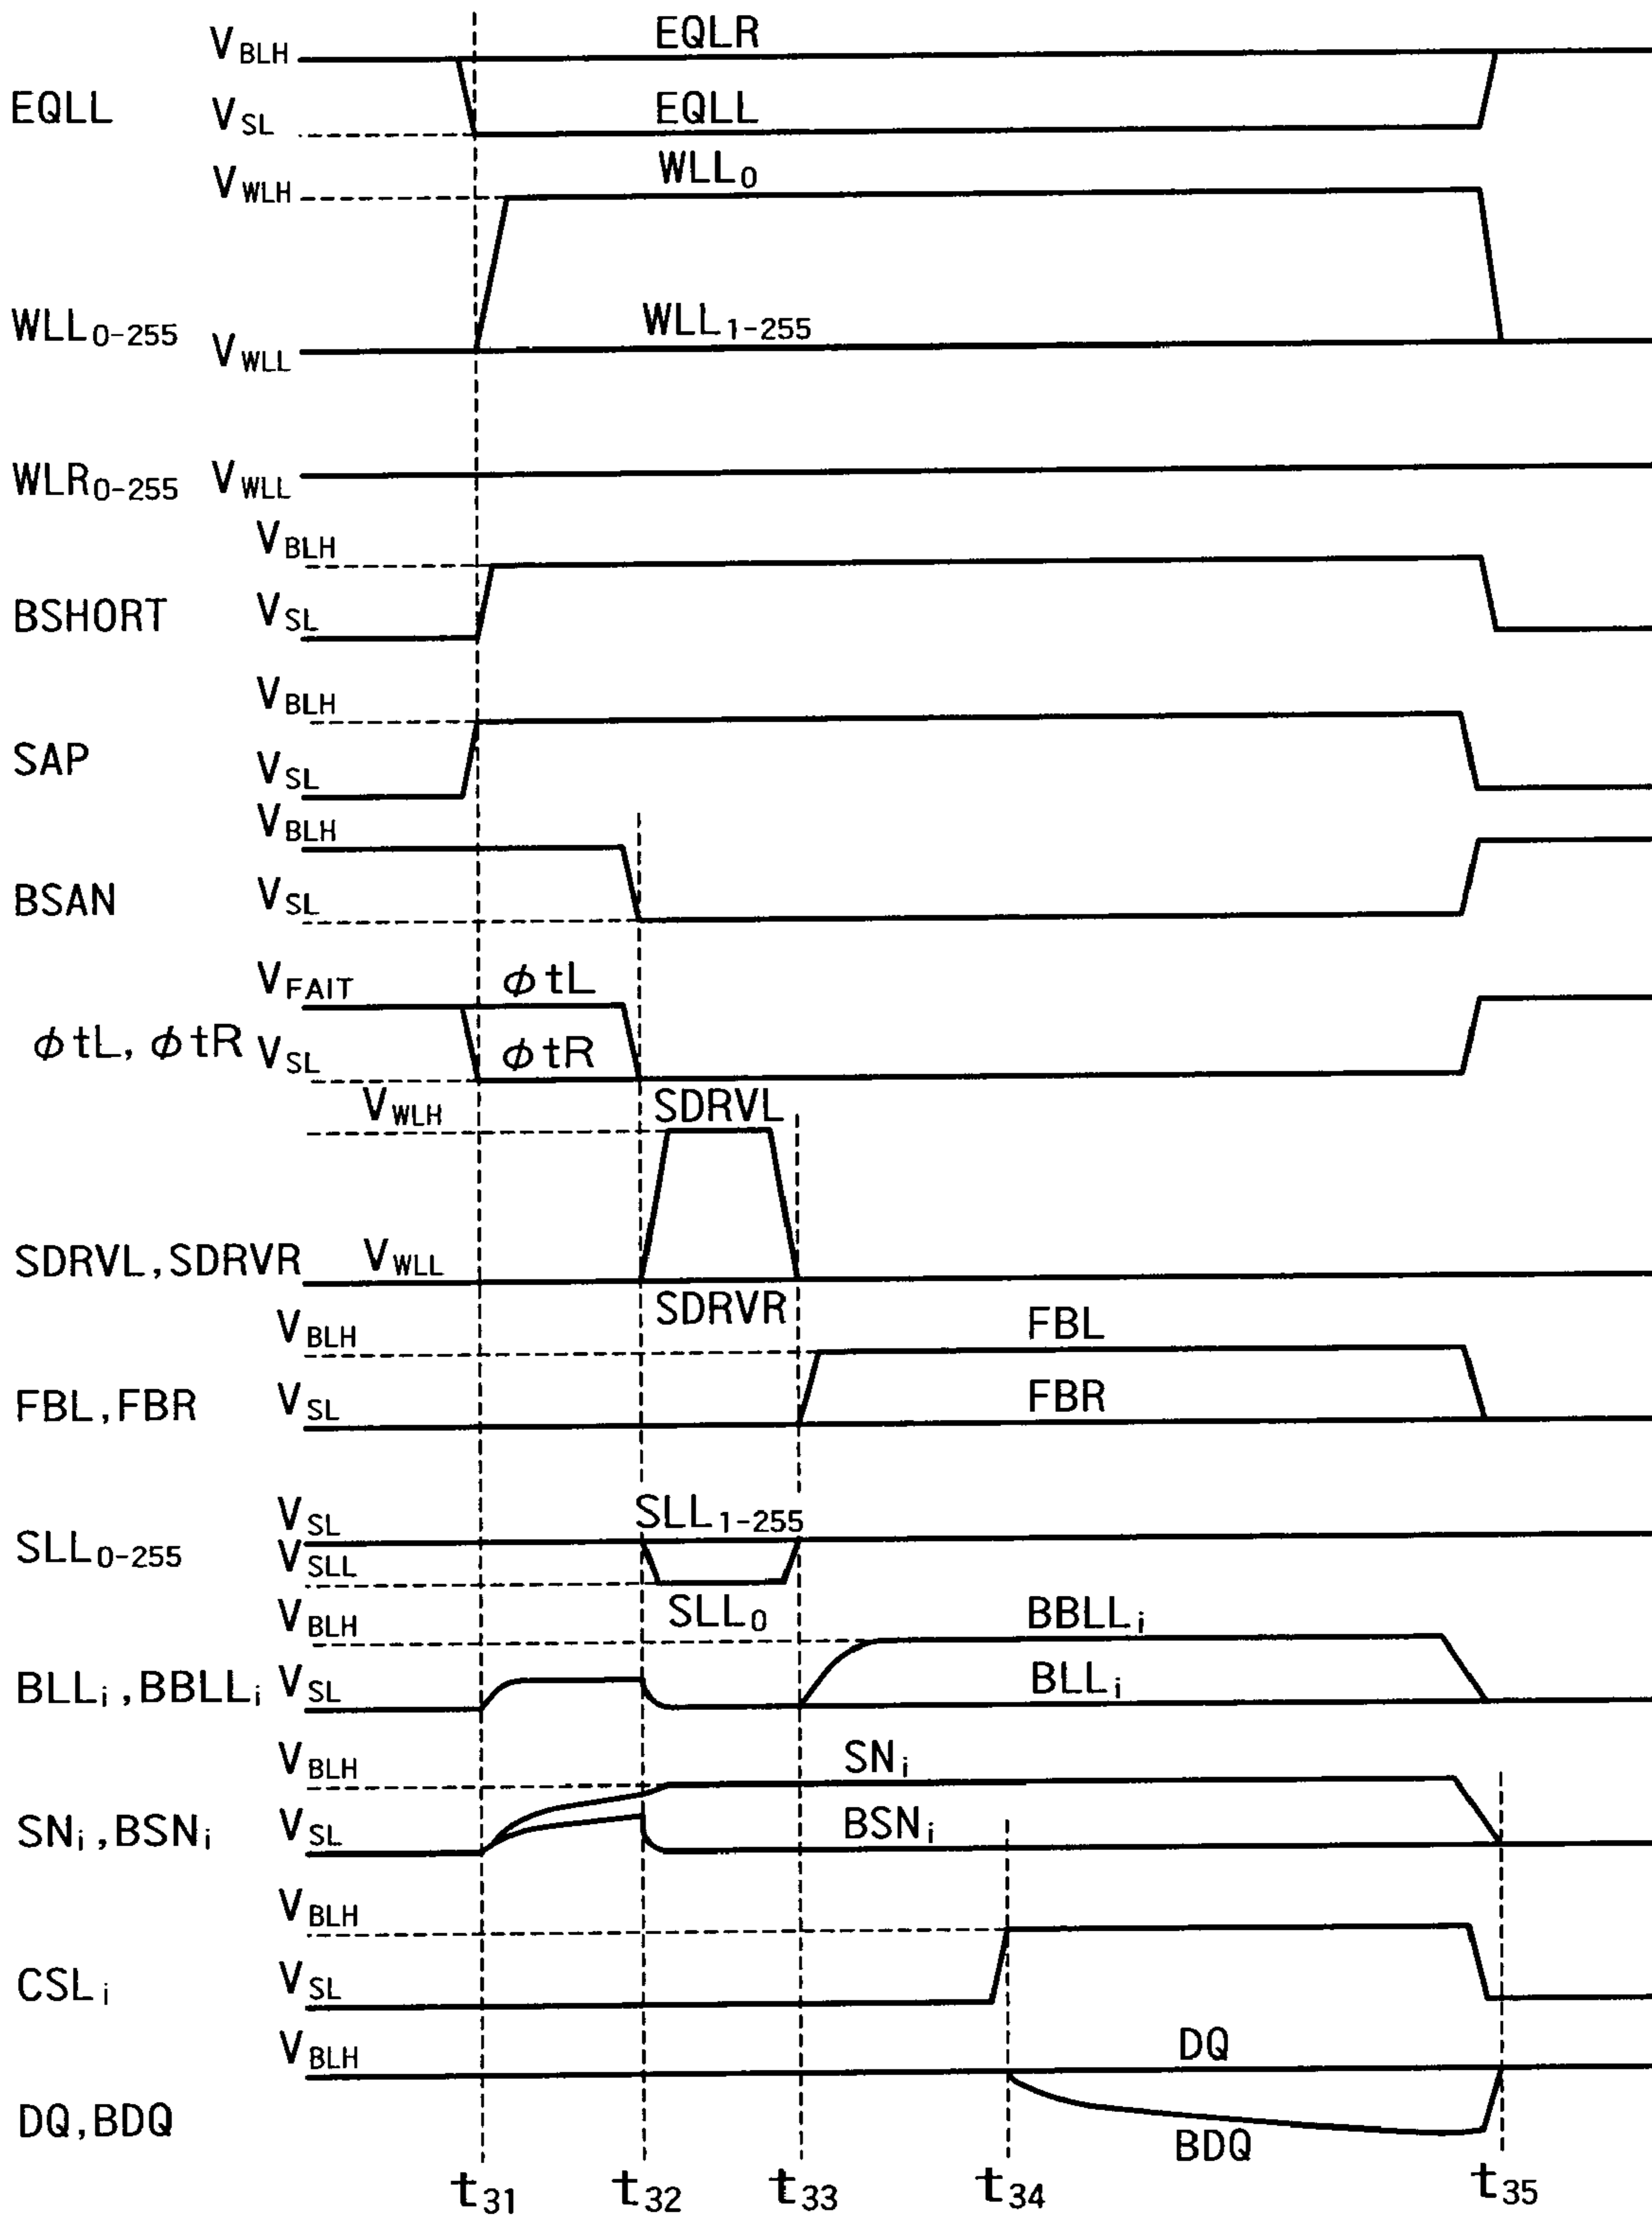 V_BLH EQLR
EQLL V_SL EQLL
V_WLH WLL_0
WLL_0-255 V_WLL WLL_1-255
WLR_0-255 V_WLL
V_BLH
BSHORT V_SL
V_BLH
SAP V_SL
V_BLH
BSAN V_SL
V_FAIT ϕtL
ϕtL, ϕtR V_SL ϕtR
V_WLH SDRVL
SDRVL,SDRVR V_WLL
SDRVR
V_BLH FBL
FBL,FBR V_SL FBR
V_SL SLL_1-255
SLL_0-255 V_SLL
SLL_0
V_BLH BBLL_i
BLL_i,BBLL_i V_SL BLL_i
V_BLH SN_i
SN_i,BSN_i V_SL BSN_i
V_BLH
CSL_i V_SL
V_BLH DQ
DQ,BDQ
BDQ
t_31 t_32 t_33 t_34 t_35